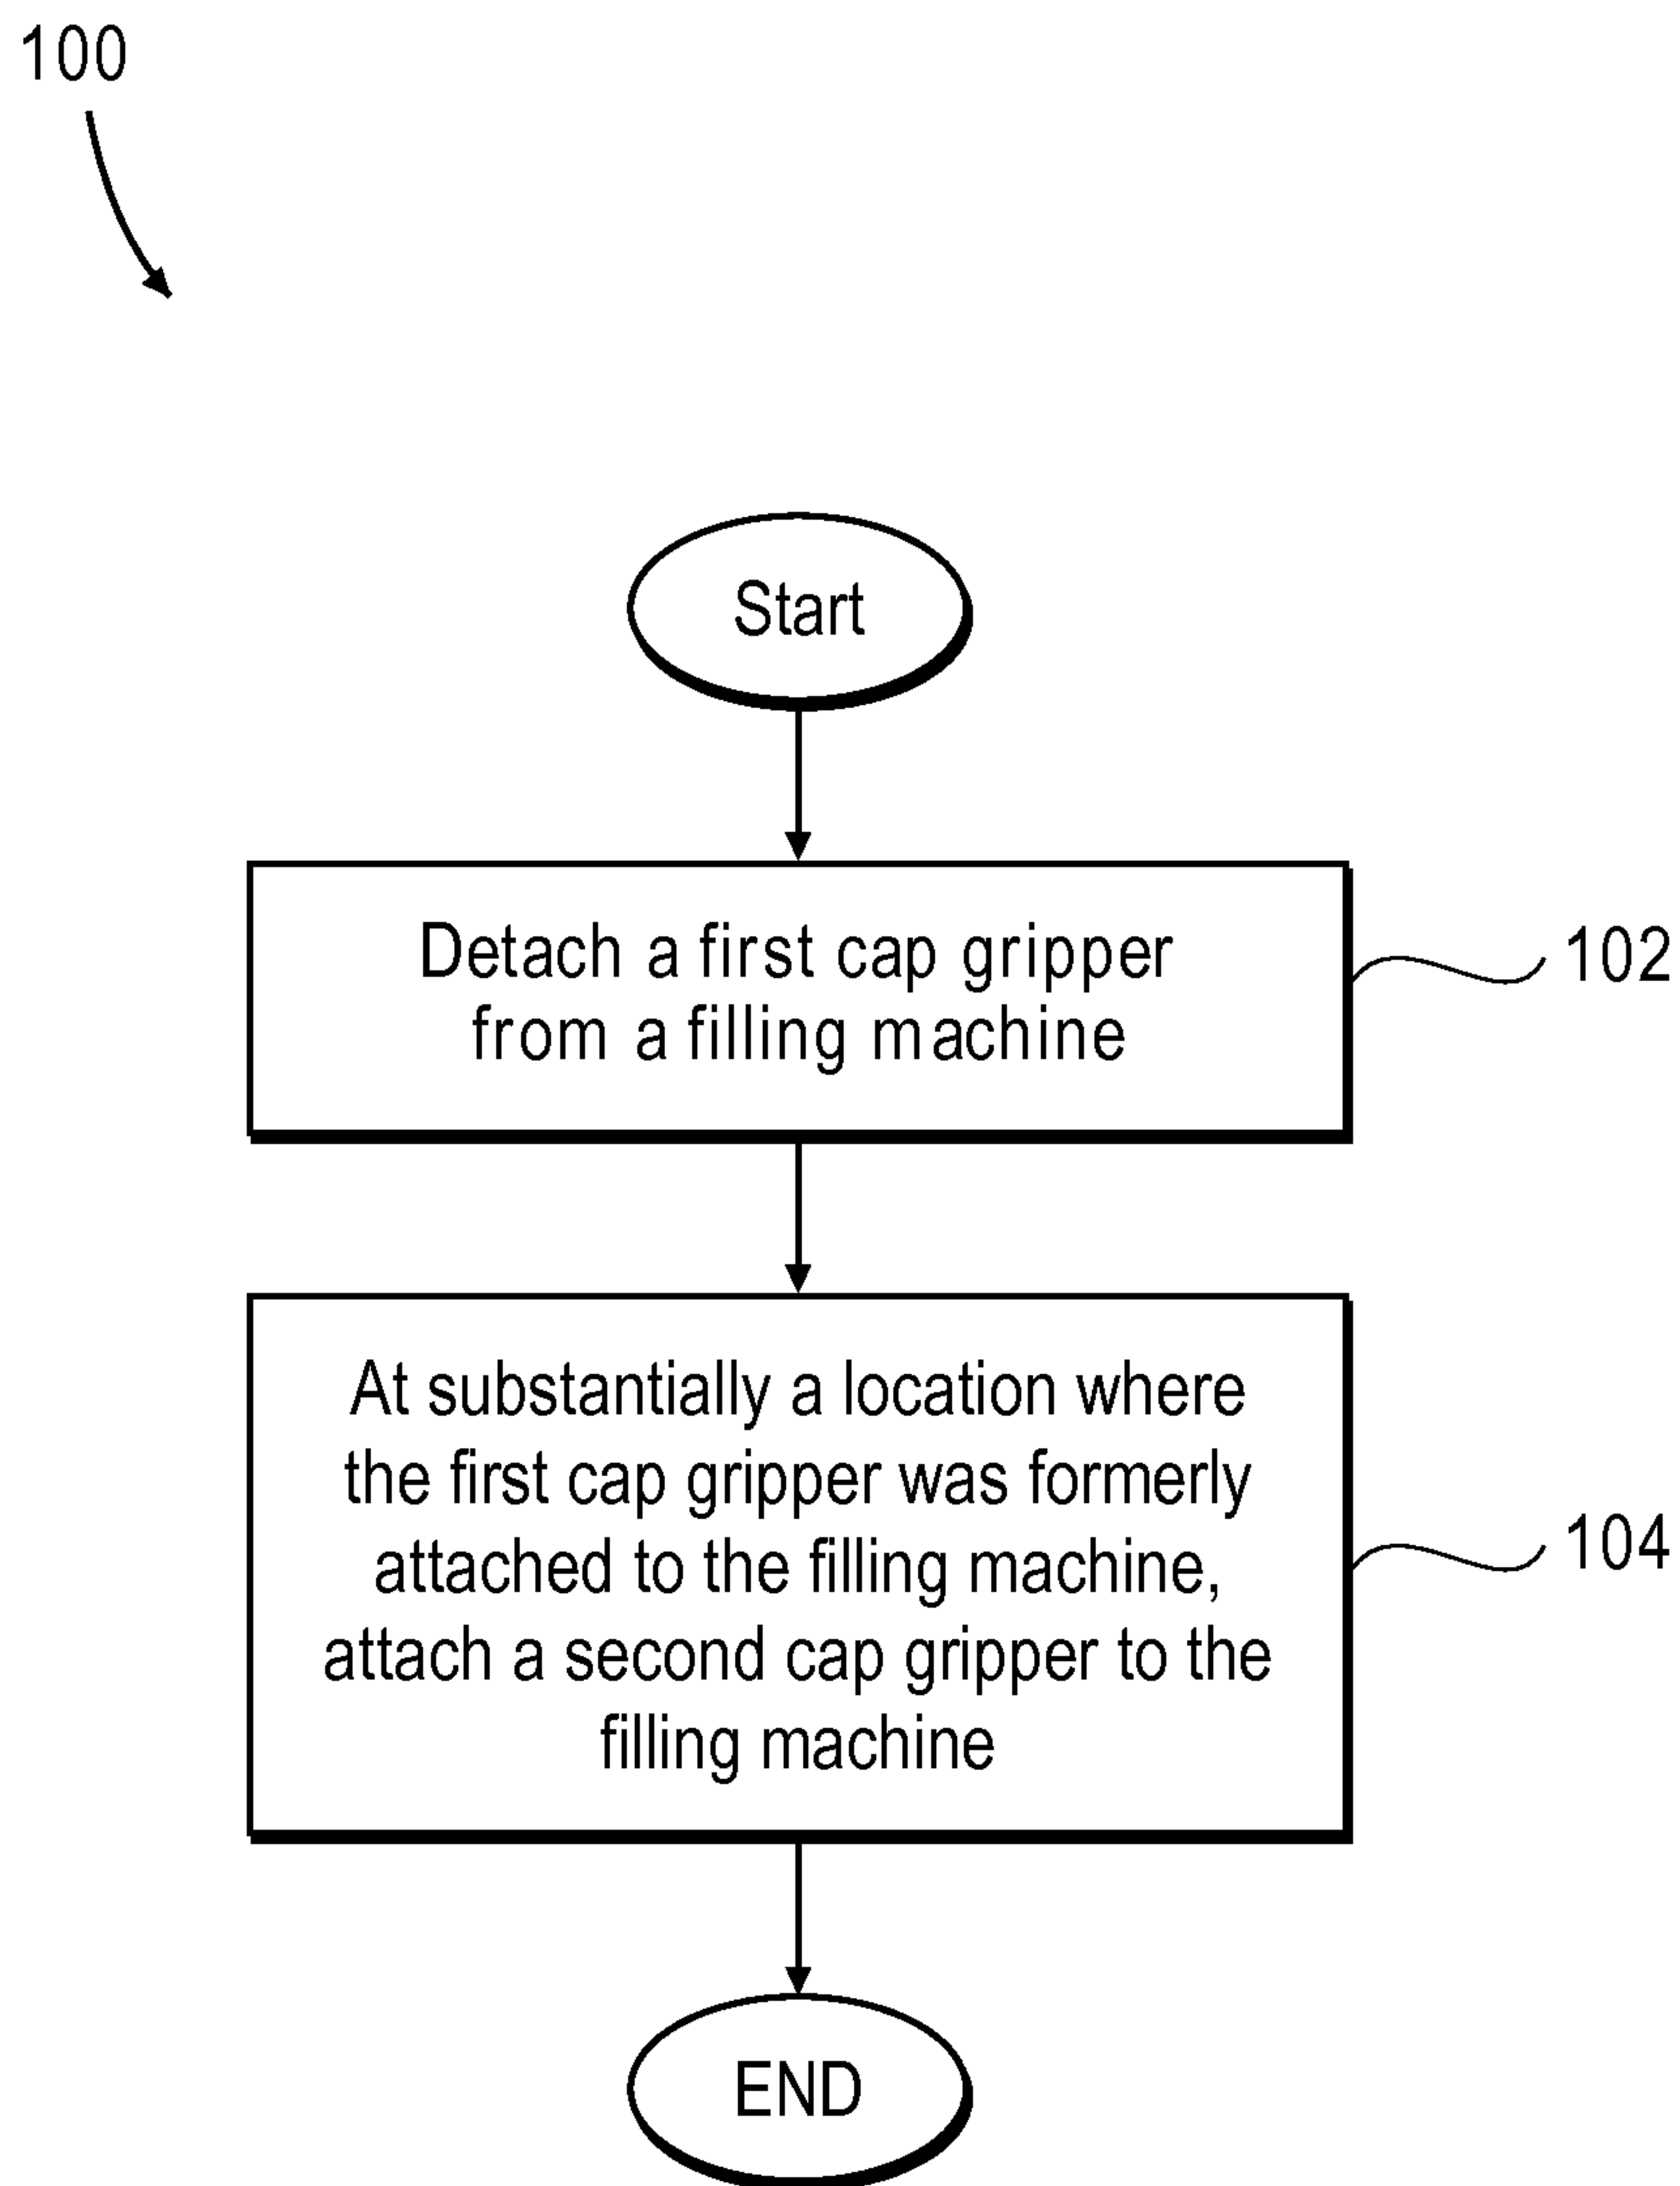 100
Start
Detach a first cap gripper
from a filling machine
102
At substantially a location where
the first cap gripper was formerly
attached to the filling machine,
attach a second cap gripper to the
filling machine
104
END